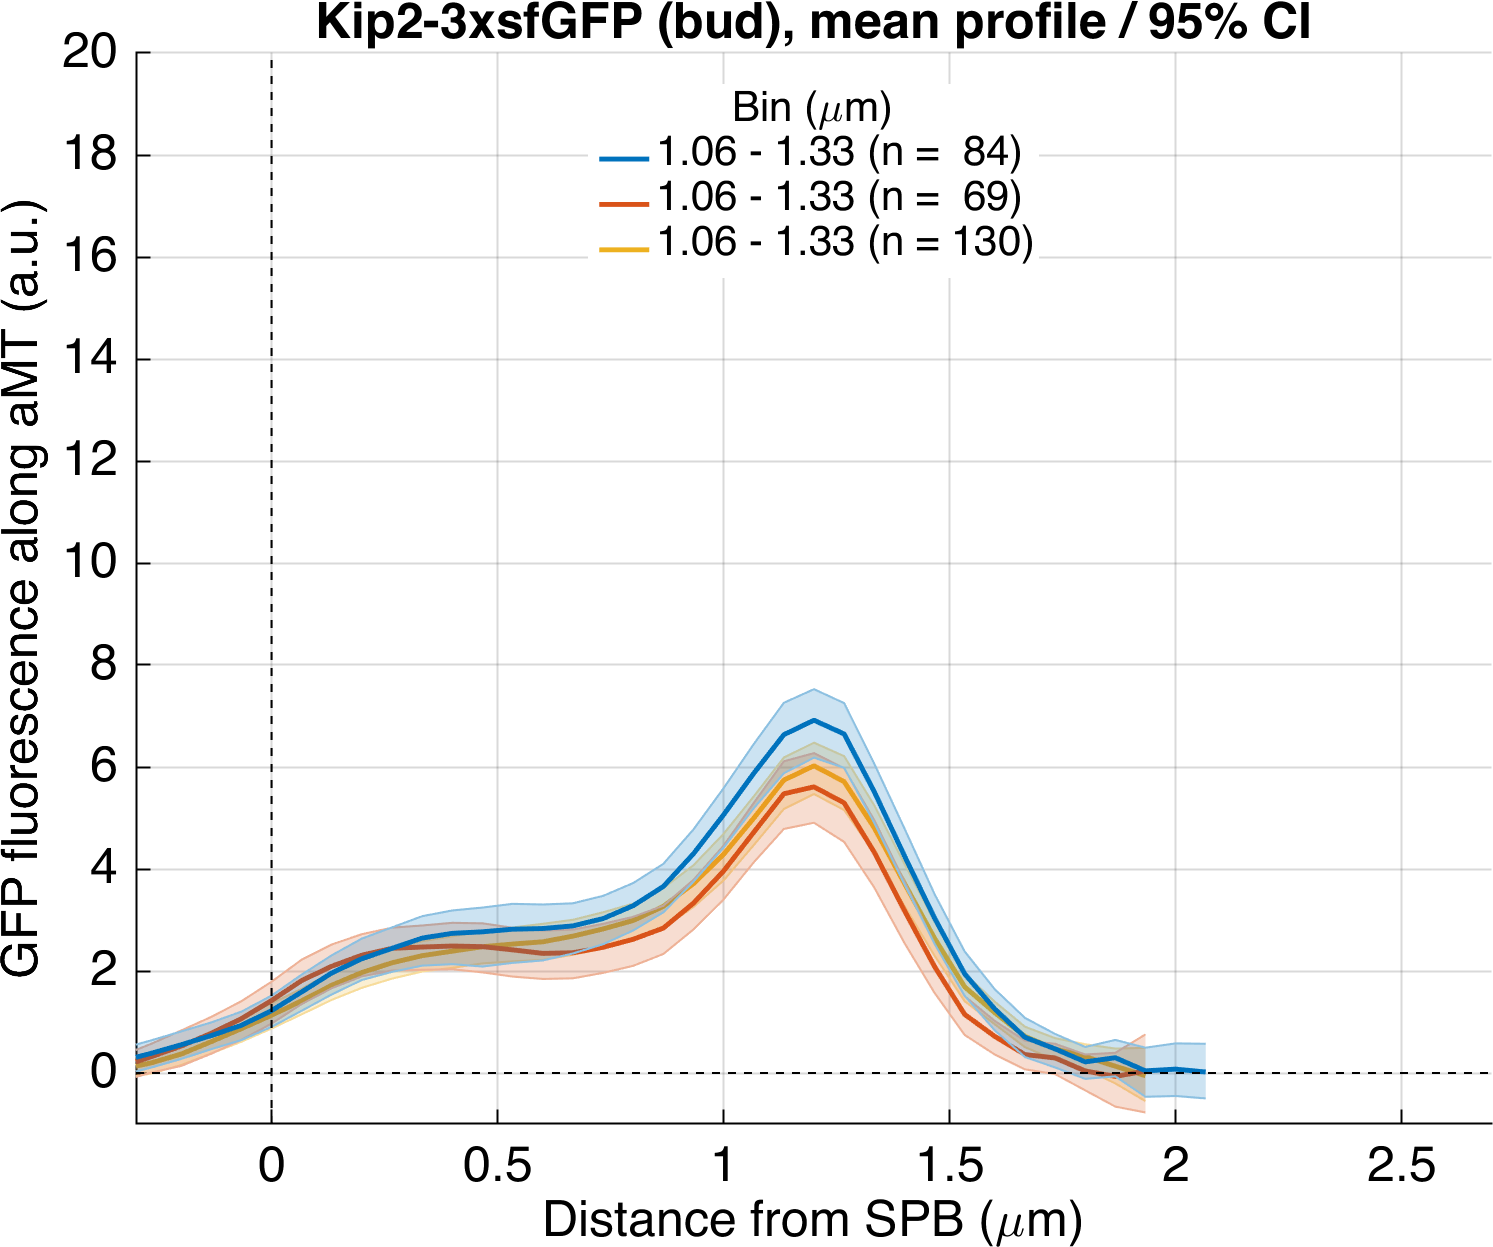 Kip2-3xsfGFP (bud), mean profile / 95% CI
GFP fluorescence along aMT (a.u.)
20
18
16
14
12
10
8
6
4
2
0
Bin (μm)
1.06 - 1.33 (n = 84)
1.06 - 1.33 (n = 69)
1.06 - 1.33 (n = 130)
0 0.5 1 1.5 2 2.5
Distance from SPB (μm)